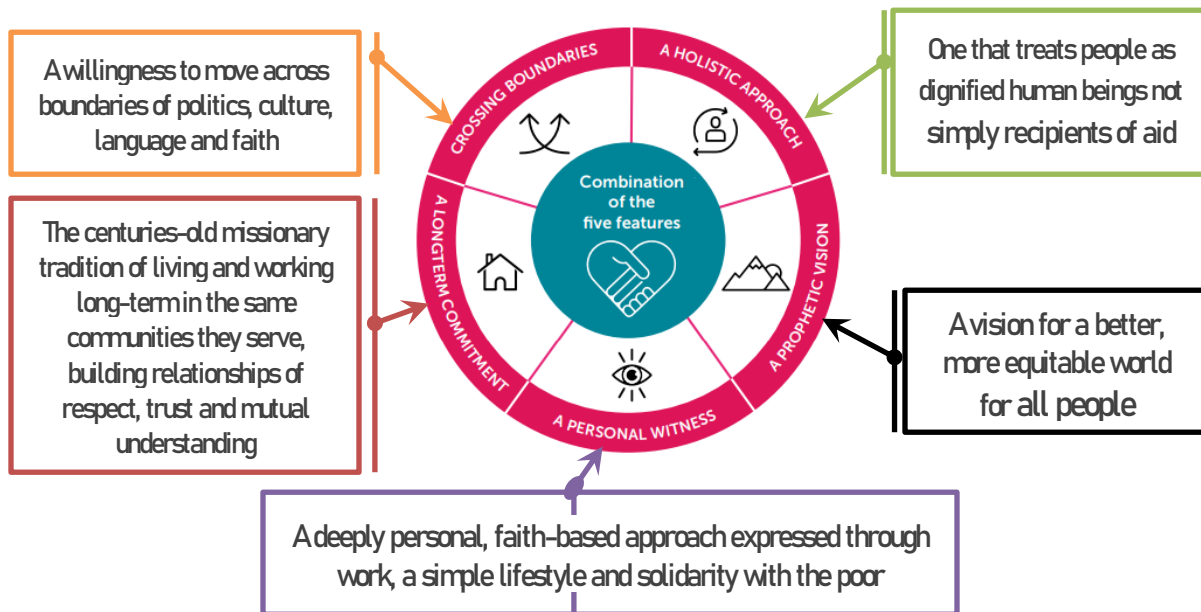 A willingness to move across
boundaries of politics, culture,
language and faith
CROSSING BOUNDARIES
A HOLISTIC APPROACH
One that treats people as
dignified human beings not
simply recipients of aid
The centuries-old missionary
tradition of living and working
long-term in the same
communities they serve,
building relationships of
respect, trust and mutual
understanding
A LONGTERM COMMITMENT
Combination
of the
five features
A PROPHETIC VISION
A vision for a better,
more equitable world
for all people
A PERSONAL WITNESS
A deeply personal, faith-based approach expressed through
work, a simple lifestyle and solidarity with the poor